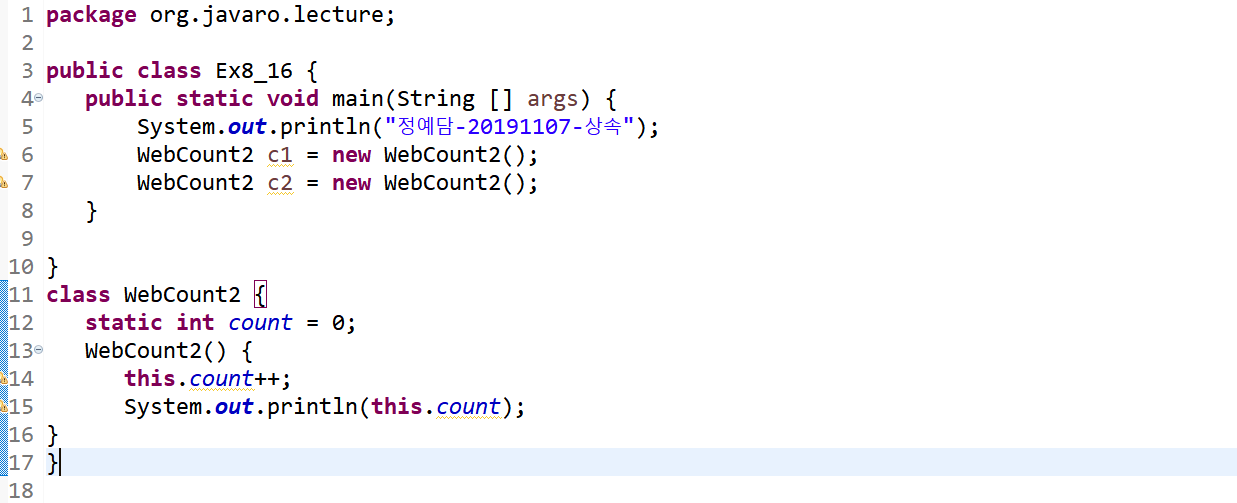 1 package org.javaro.lecture;
2
3 public class Ex8_16 {
4 public static void main(String [] args) {
5 System.out.println("정예담-20191107-상속");
6 WebCount2 c1 = new WebCount2();
7 WebCount2 c2 = new WebCount2();
8 }
9
10 }
11 class WebCount2 {
12 static int count = 0;
13 WebCount2() {
14 this.count++;
15 System.out.println(this.count);
16 }
17 }
18